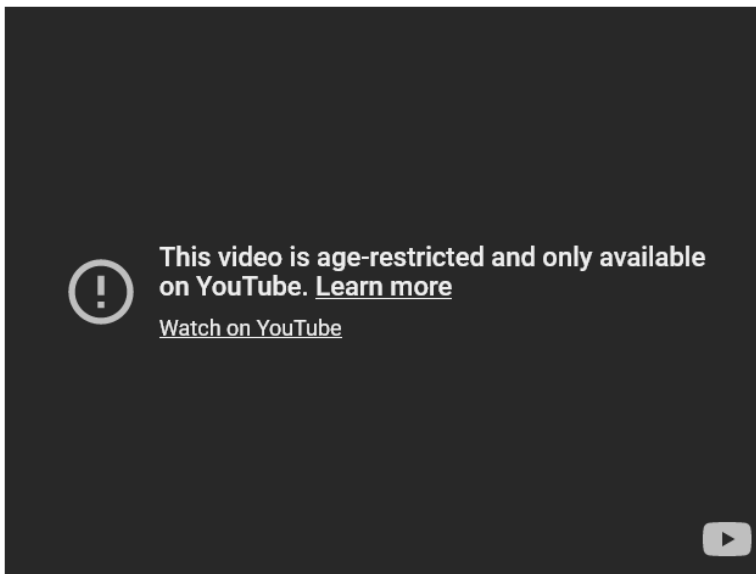 This video is age-restricted and only available
on YouTube. Learn more
Watch on YouTube